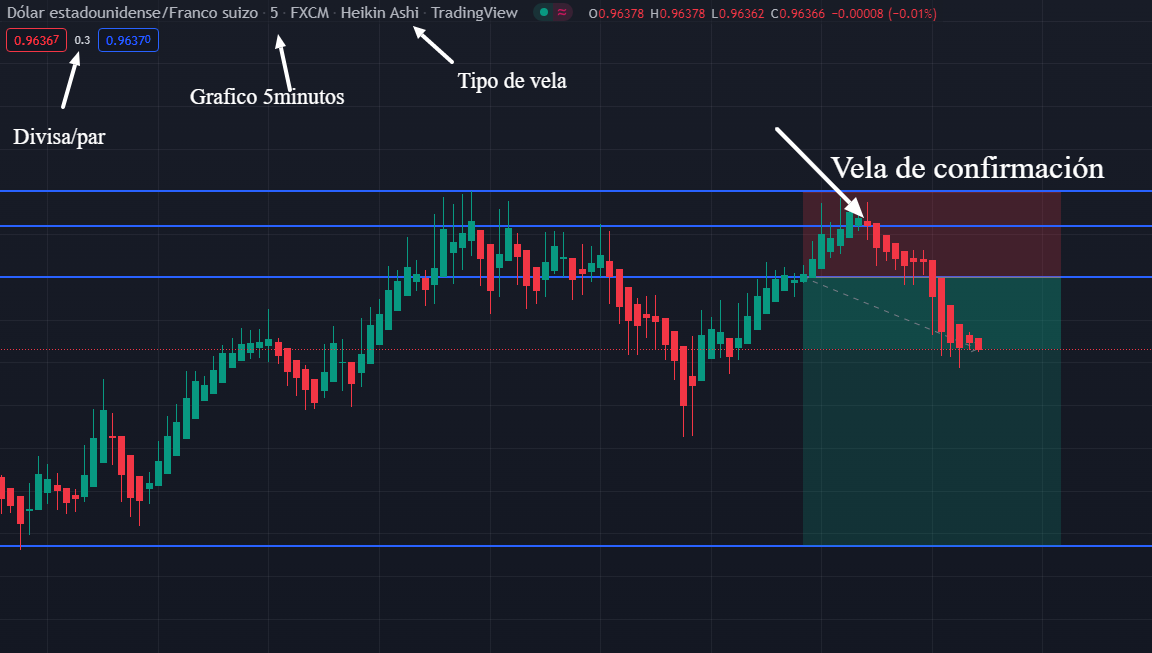 Dólar estadounidense/Franco suizo · 5 · FXCM · Heikin Ashi · TradingView ≈ O0.96378 H0.96378 L0.96362 C0.96366 −0.00008 (−0.01%)
0.96367 0.3 0.96370
Tipo de vela
Grafico 5minutos
Divisa/par
Vela de confirmación